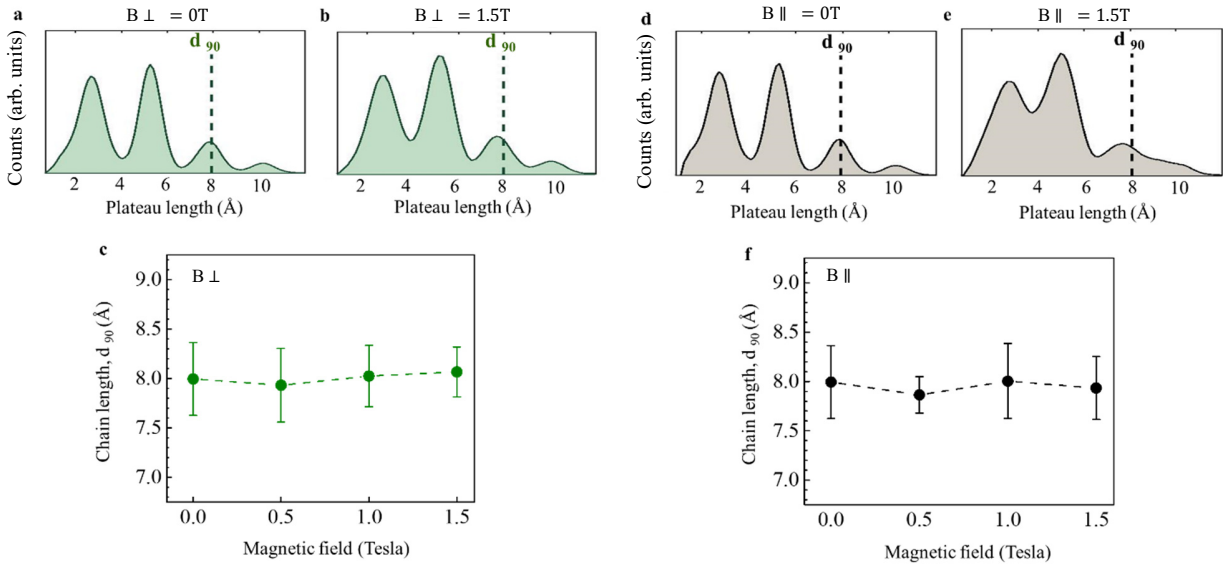 a
B ⊥ = 0T
d 90
Counts (arb. units)
2 4 6 8 10
Plateau length (Å)
b
B ⊥ = 1.5T
d 90
2 4 6 8 10
Plateau length (Å)
d
B ∥ = 0T
d 90
Counts (arb. units)
2 4 6 8 10
Plateau length (Å)
e
B ∥ = 1.5T
d 90
2 4 6 8 10
Plateau length (Å)
c
B ⊥
Chain length, d 90 (Å)
9.0
8.5
8.0
7.5
7.0
0.0 0.5 1.0 1.5
Magnetic field (Tesla)
f
B ∥
Chain length, d 90 (Å)
9.0
8.5
8.0
7.5
7.0
0.0 0.5 1.0 1.5
Magnetic field (Tesla)